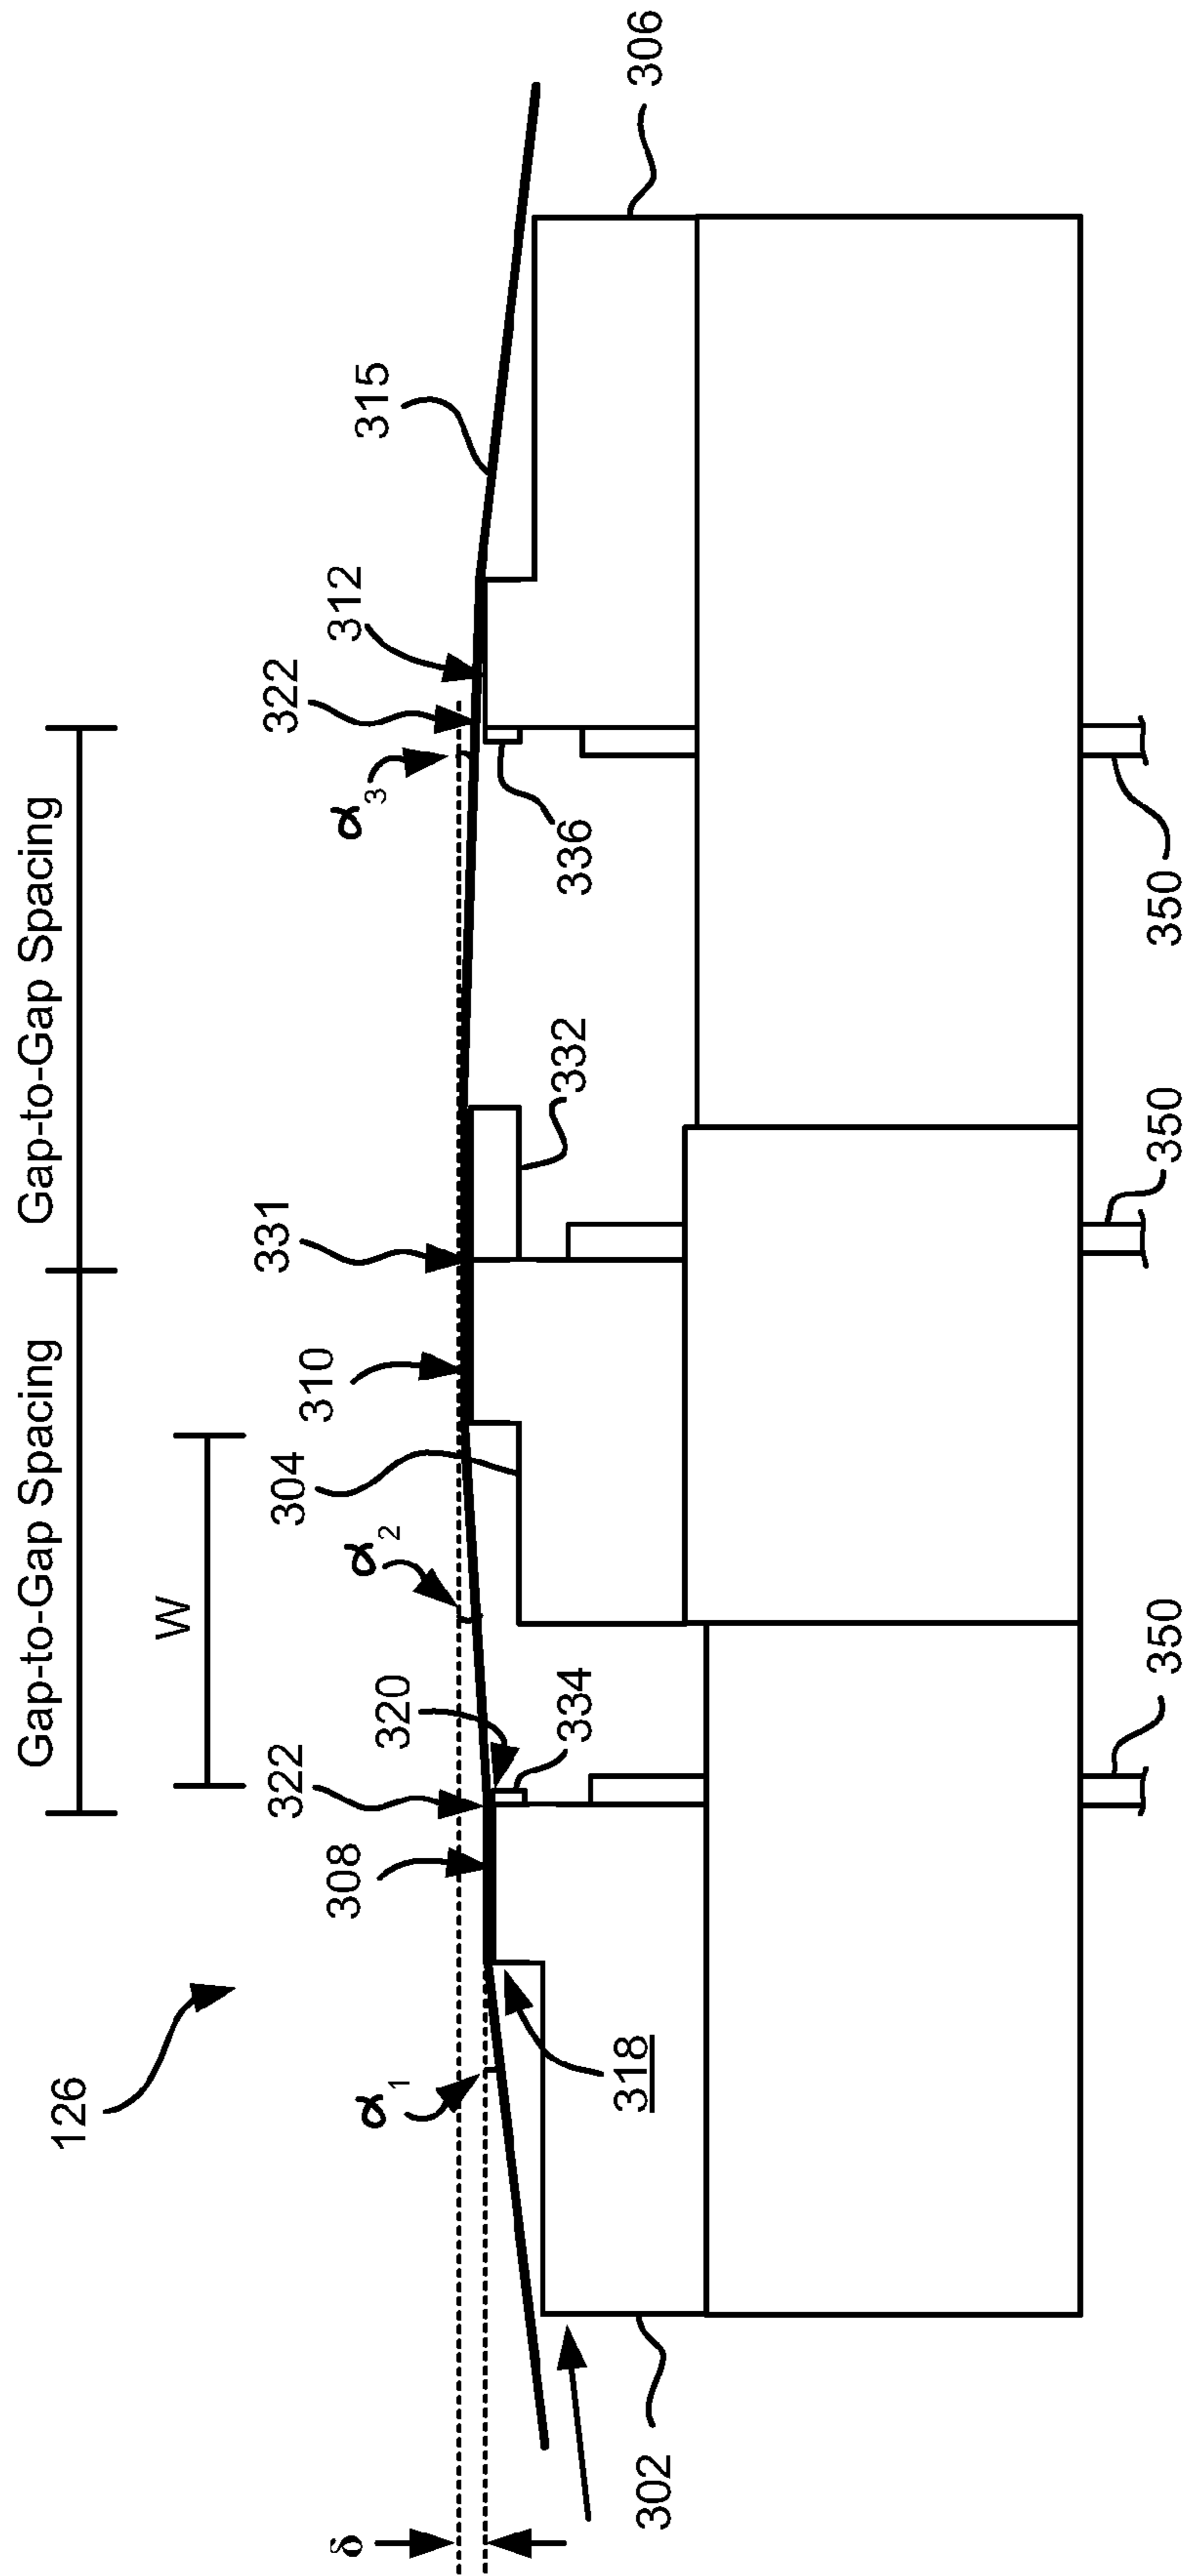 Gap-to-Gap Spacing
Gap-to-Gap Spacing
W
126
δ
α1
308
322
320
α2
304
310
331
α3
322
312
315
306
318
334
332
336
302
350
350
350